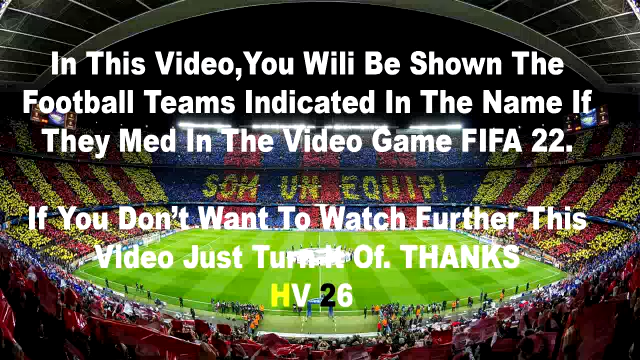 In This Video,You Wili Be Shown The
Football Teams Indicated In The Name If
They Med In The Video Game FIFA 22.
SOM UN EQUIP!
If You Don't Want To Watch Further This
Video Just Turn It Of. THANKS
HV 26